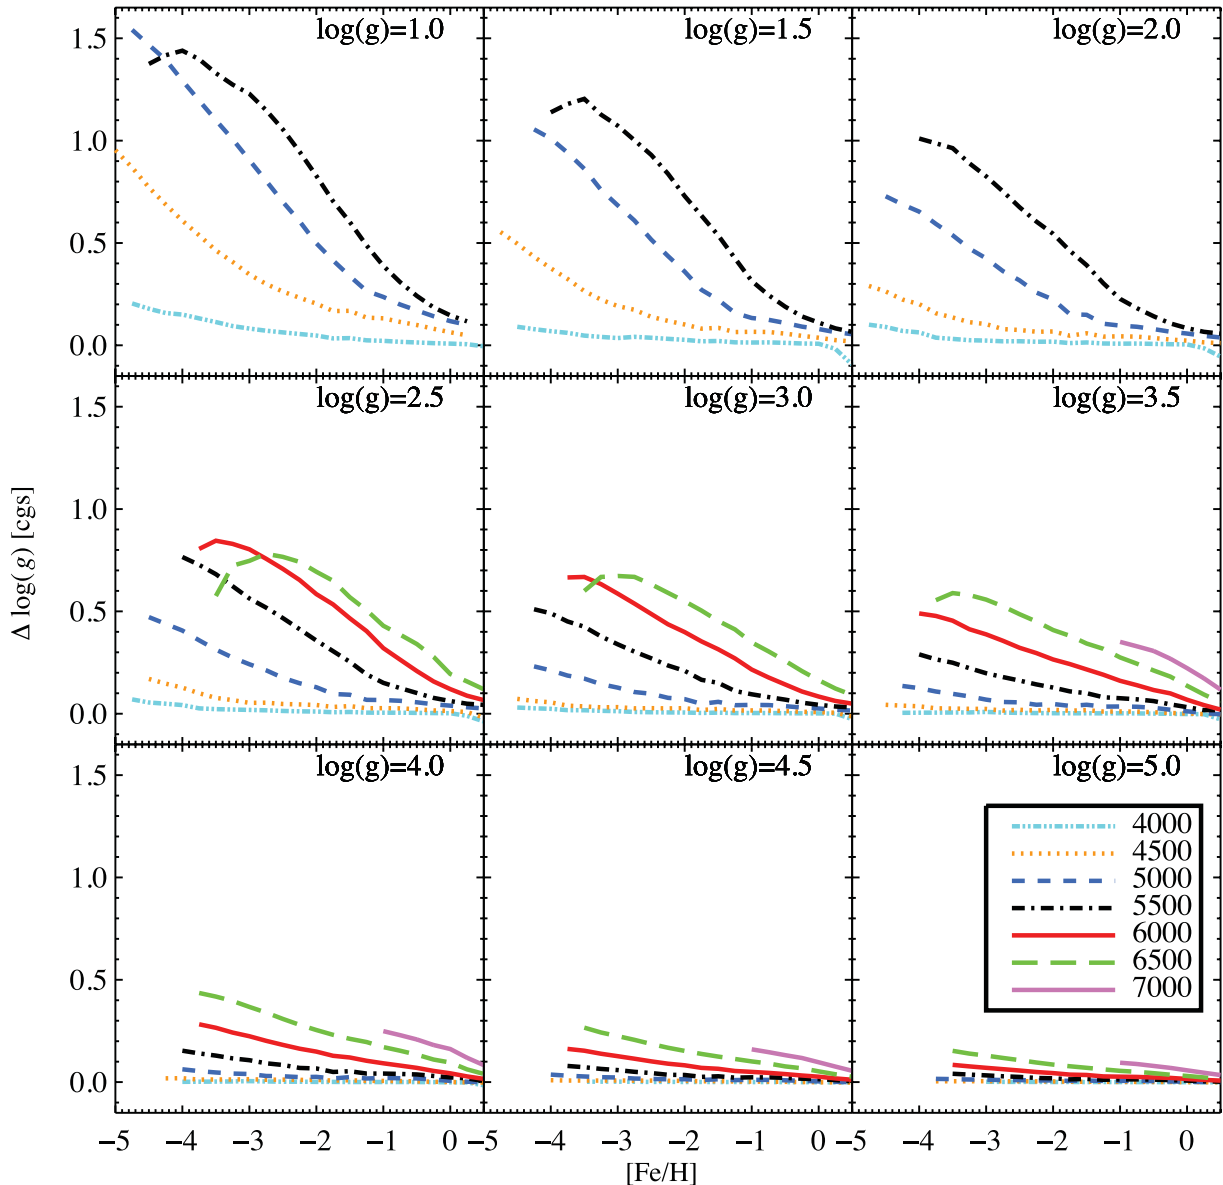 log(g)=1.0
log(g)=1.5
log(g)=2.0
1.5
1.0
0.5
0.0
log(g)=2.5
log(g)=3.0
log(g)=3.5
1.5
1.0
0.5
0.0
Δ log(g) [cgs]
log(g)=4.0
log(g)=4.5
log(g)=5.0
1.5
1.0
0.5
0.0
4000
4500
5000
5500
6000
6500
7000
−5 −4 −3 −2 −1 0 −5 −4 −3 −2 −1 0 −5 −4 −3 −2 −1 0
[Fe/H]